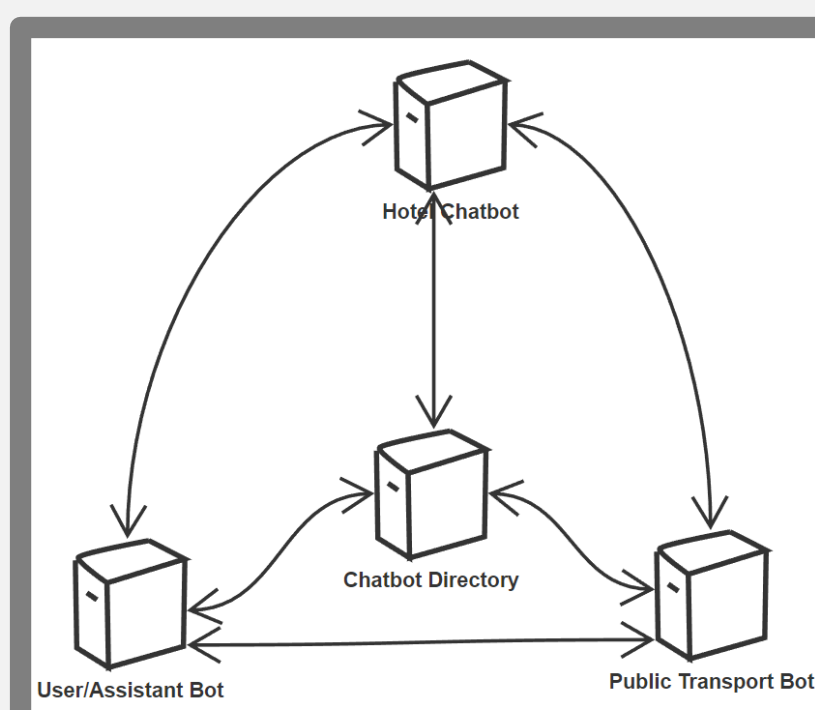 Hotel Chatbot
Chatbot Directory
User/Assistant Bot
Public Transport Bot